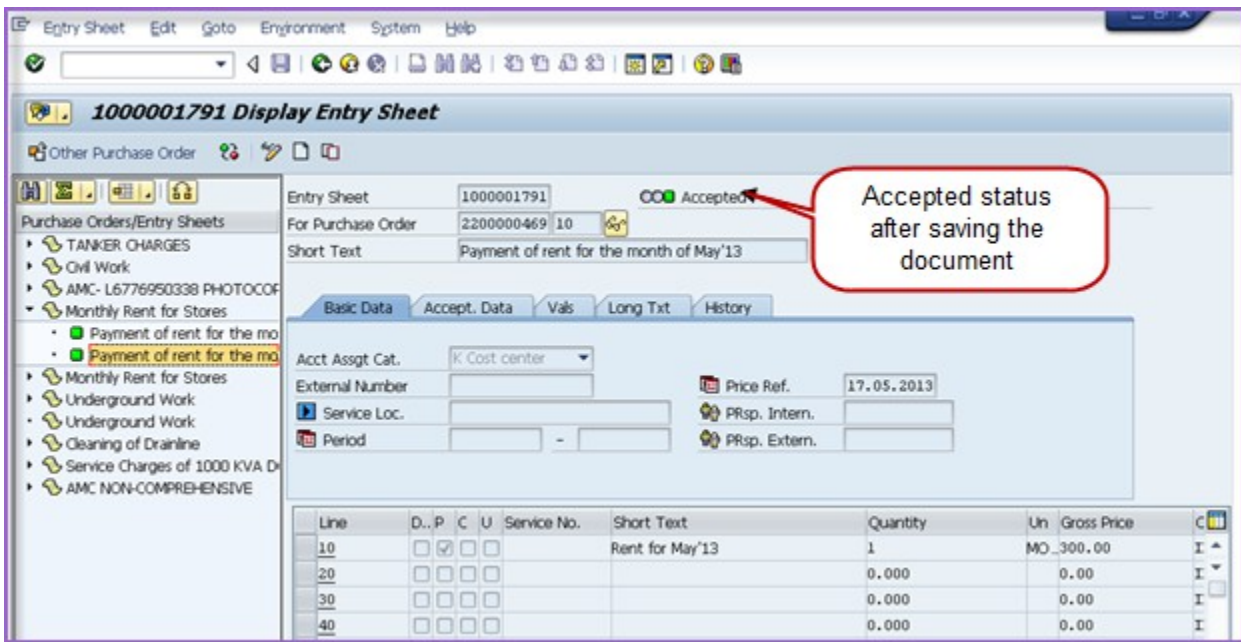 Entry Sheet Edit Goto Environment System Help
1000001791 Display Entry Sheet
Other Purchase Order
Purchase Orders/Entry Sheets
TANKER CHARGES
Civil Work
AMC- L6776950338 PHOTOCOP
Monthly Rent for Stores
Payment of rent for the mo
Payment of rent for the mo
Monthly Rent for Stores
Underground Work
Underground Work
Cleaning of Drainline
Service Charges of 1000 KVA D
AMC NON-COMPREHENSIVE
Entry Sheet 1000001791 Accepted
For Purchase Order 2200000469 10
Short Text Payment of rent for the month of May'13
Accepted status
after saving the
document
Basic Data Accept. Data Vals Long Txt History
Acct Assgt Cat. K Cost center
External Number Price Ref. 17.05.2013
Service Loc. PRsp. Intern.
Period - PRsp. Extern.
Line D.. P C U Service No. Short Text Quantity Un Gross Price C
10 Rent for May'13 1 MO 300.00 I
20 0.000 0.00 I
30 0.000 0.00 I
40 0.000 0.00 I